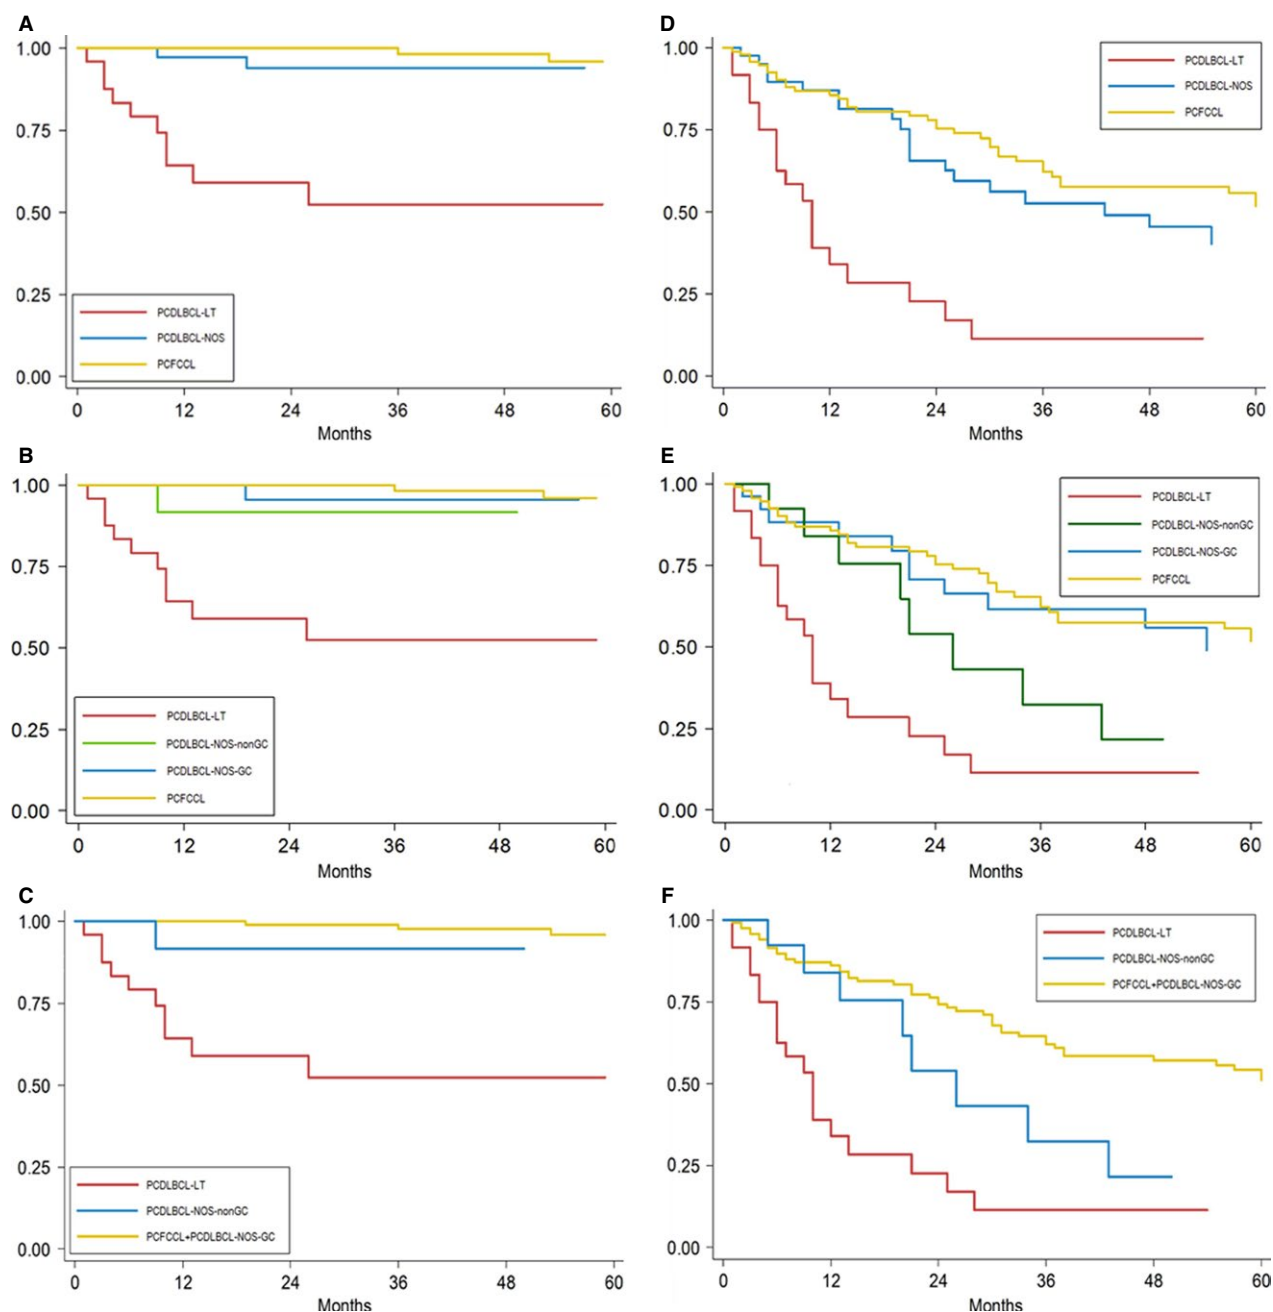 A
1.00
0.75
0.50
0.25
0.00
PCDLBCL-LT
PCDLBCL-NOS
PCFCCL
0 12 24 36 48 60
Months
D
1.00
0.75
0.50
0.25
0.00
PCDLBCL-LT
PCDLBCL-NOS
PCFCCL
0 12 24 36 48 60
Months
B
1.00
0.75
0.50
0.25
0.00
PCDLBCL-LT
PCDLBCL-NOS-nonGC
PCDLBCL-NOS-GC
PCFCCL
0 12 24 36 48 60
Months
E
1.00
0.75
0.50
0.25
0.00
PCDLBCL-LT
PCDLBCL-NOS-nonGC
PCDLBCL-NOS-GC
PCFCCL
0 12 24 36 48 60
Months
C
1.00
0.75
0.50
0.25
0.00
PCDLBCL-LT
PCDLBCL-NOS-nonGC
PCFCCL+PCDLBCL-NOS-GC
0 12 24 36 48 60
Months
F
1.00
0.75
0.50
0.25
0.00
PCDLBCL-LT
PCDLBCL-NOS-nonGC
PCFCCL+PCDLBCL-NOS-GC
0 12 24 36 48 60
Months